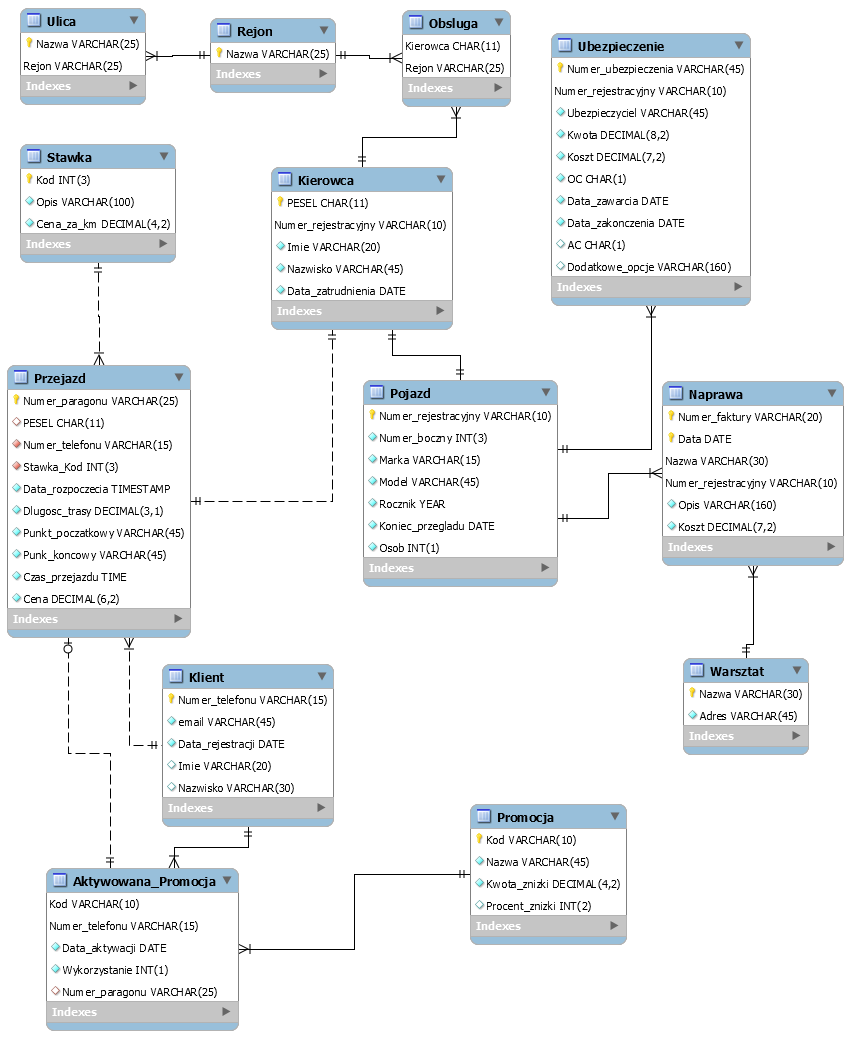 Ulica
Nazwa VARCHAR(25)
Rejon VARCHAR(25)
Indexes
Rejon
Nazwa VARCHAR(25)
Indexes
Obsluga
Kierowca CHAR(11)
Rejon VARCHAR(25)
Indexes
Ubezpieczenie
Numer_ubezpieczenia VARCHAR(45)
Numer_rejestracyjny VARCHAR(10)
Ubezpieczyciel VARCHAR(45)
Kwota DECIMAL(8,2)
Koszt DECIMAL(7,2)
OC CHAR(1)
Data_zawarcia DATE
Data_zakonczenia DATE
AC CHAR(1)
Dodatkowe_opcje VARCHAR(160)
Indexes
Stawka
Kod INT(3)
Opis VARCHAR(100)
Cena_za_km DECIMAL(4,2)
Indexes
Kierowca
PESEL CHAR(11)
Numer_rejestracyjny VARCHAR(10)
Imie VARCHAR(20)
Nazwisko VARCHAR(45)
Data_zatrudnienia DATE
Indexes
Przejazd
Numer_paragonu VARCHAR(25)
PESEL CHAR(11)
Numer_telefonu VARCHAR(15)
Stawka_Kod INT(3)
Data_rozpoczecia TIMESTAMP
Dlugosc_trasy DECIMAL(3,1)
Punkt_poczatkowy VARCHAR(45)
Punk_koncowy VARCHAR(45)
Czas_przejazdu TIME
Cena DECIMAL(6,2)
Indexes
Pojazd
Numer_rejestracyjny VARCHAR(10)
Numer_boczny INT(3)
Marka VARCHAR(15)
Model VARCHAR(45)
Rocznik YEAR
Koniec_przegladu DATE
Osob INT(1)
Indexes
Naprawa
Numer_faktury VARCHAR(20)
Data DATE
Nazwa VARCHAR(30)
Numer_rejestracyjny VARCHAR(10)
Opis VARCHAR(160)
Koszt DECIMAL(7,2)
Indexes
Klient
Numer_telefonu VARCHAR(15)
email VARCHAR(45)
Data_rejestracji DATE
Imie VARCHAR(20)
Nazwisko VARCHAR(30)
Indexes
Warsztat
Nazwa VARCHAR(30)
Adres VARCHAR(45)
Indexes
Promocja
Kod VARCHAR(10)
Nazwa VARCHAR(45)
Kwota_znizki DECIMAL(4,2)
Procent_znizki INT(2)
Indexes
Aktywowana_Promocja
Kod VARCHAR(10)
Numer_telefonu VARCHAR(15)
Data_aktywacji DATE
Wykorzystanie INT(1)
Numer_paragonu VARCHAR(25)
Indexes